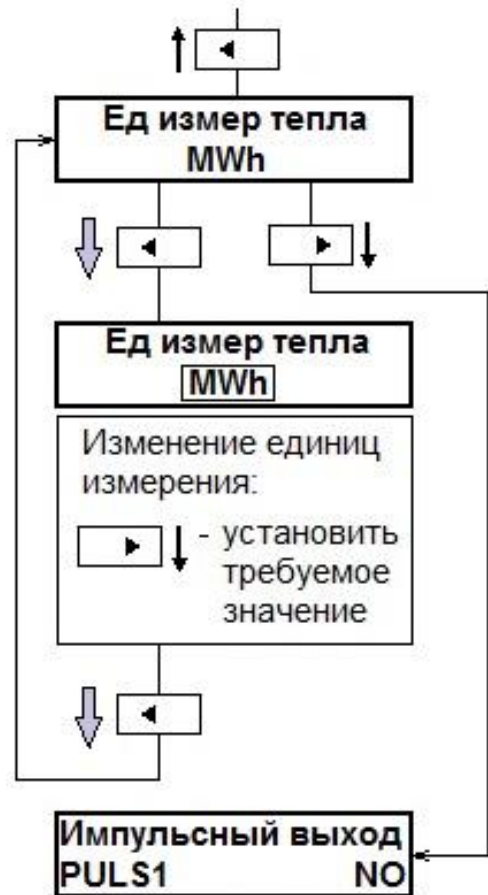 Ед измер тепла
MWh
Ед измер тепла
MWh
Изменение единиц
измерения:
- установить
требуемое
значение
Импульсный выход
PULS1 NO